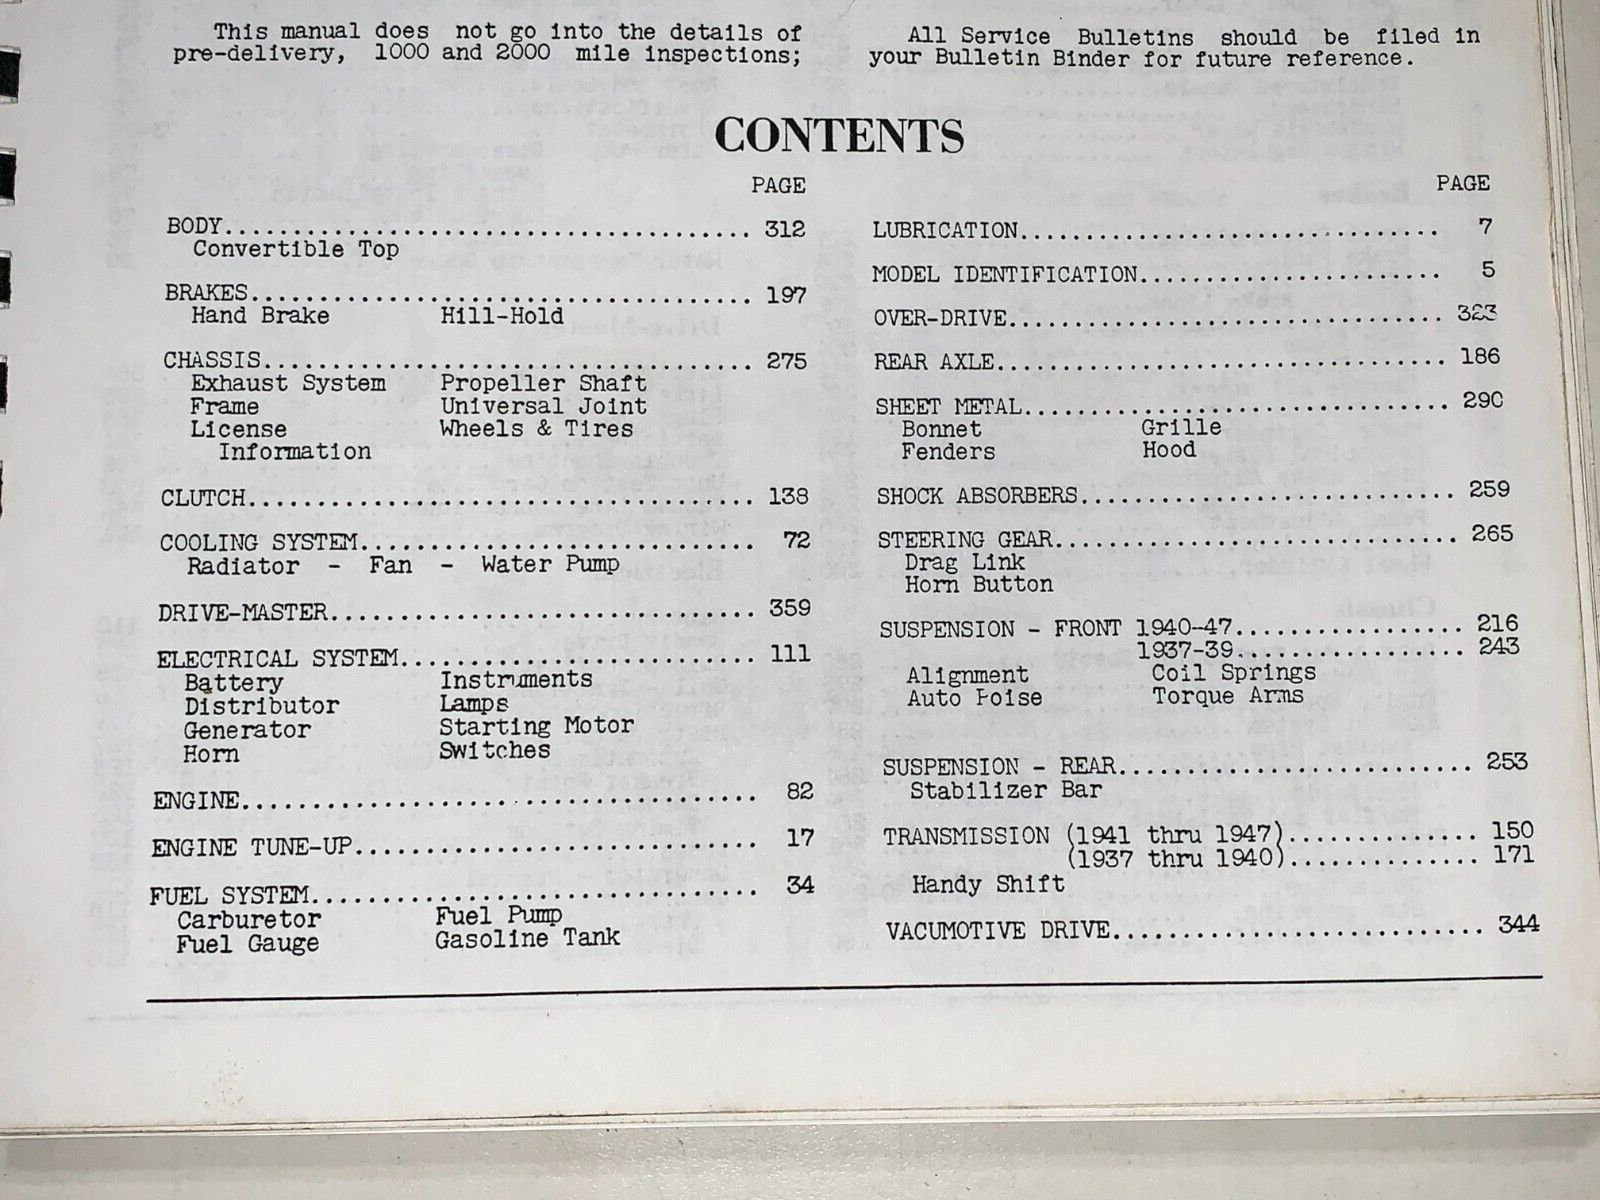 This manual does not go into the details of
pre-delivery, 1000 and 2000 mile inspections;
All Service Bulletins should be filed in
your Bulletin Binder for future reference.
CONTENTS
PAGE
BODY........................................ 312
Convertible Top
BRAKES...................................... 197
Hand Brake Hill-Hold
CHASSIS..................................... 275
Exhaust System Propeller Shaft
Frame Universal Joint
License Wheels & Tires
Information
CLUTCH...................................... 138
COOLING SYSTEM.............................. 72
Radiator - Fan - Water Pump
DRIVE-MASTER................................ 359
ELECTRICAL SYSTEM........................... 111
Battery Instruments
Distributor Lamps
Generator Starting Motor
Horn Switches
ENGINE...................................... 82
ENGINE TUNE-UP.............................. 17
FUEL SYSTEM................................. 34
Carburetor Fuel Pump
Fuel Gauge Gasoline Tank
PAGE
LUBRICATION................................ 7
MODEL IDENTIFICATION....................... 5
OVER-DRIVE.................................
REAR AXLE.................................. 186
SHEET METAL................................ 290
Bonnet Grille
Fenders Hood
SHOCK ABSORBERS............................ 259
STEERING GEAR.............................. 265
Drag Link
Horn Button
SUSPENSION - FRONT 1940-47................. 216
1937-39................. 243
Alignment Coil Springs
Auto Poise Torque Arms
SUSPENSION - REAR.......................... 253
Stabilizer Bar
TRANSMISSION (1941 thru 1947).............. 150
(1937 thru 1940).............. 171
Handy Shift
VACUMOTIVE DRIVE........................... 344